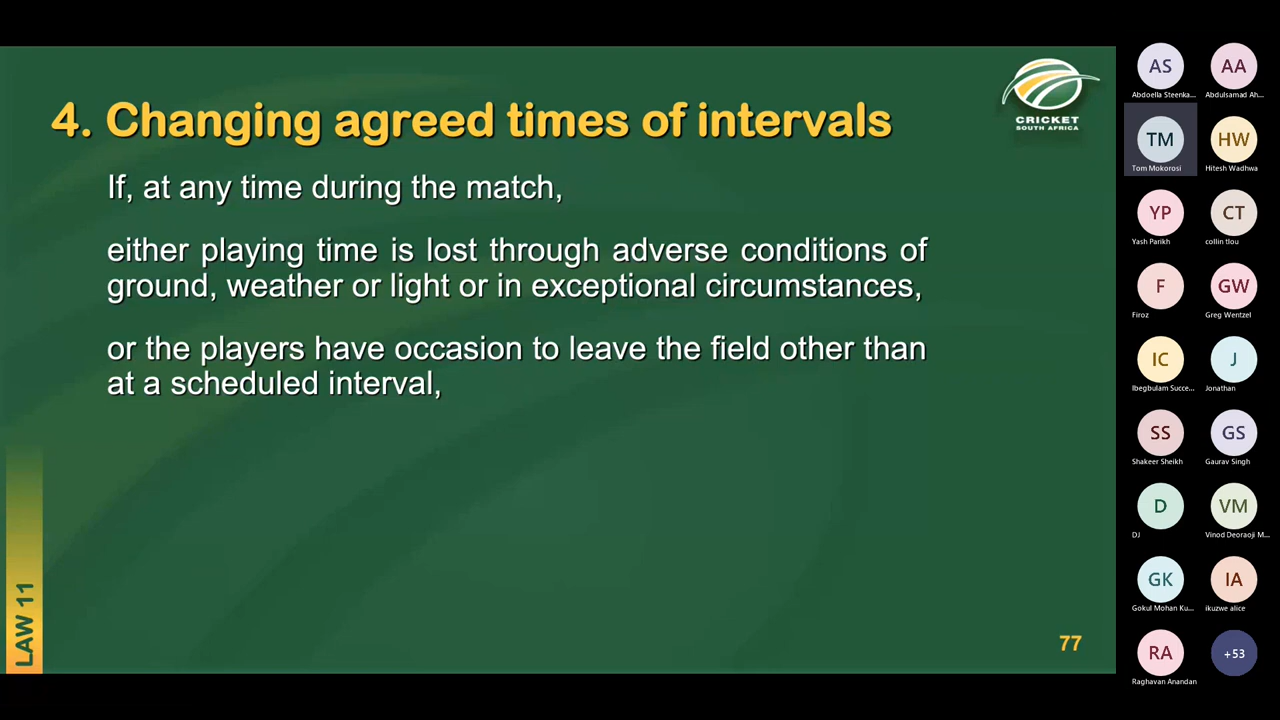 4. Changing agreed times of intervals
CRICKET
SOUTH AFRICA
If, at any time during the match,
either playing time is lost through adverse conditions of
ground, weather or light or in exceptional circumstances,
or the players have occasion to leave the field other than
at a scheduled interval,
LAW 11
77
AS
Abdoella Steenka...
AA
Abdulsamad Ah...
TM
Tom Mokorosi
HW
Hitesh Wadhwa
YP
Yash Parikh
CT
collin tlou
F
Firoz
GW
Greg Wentzel
IC
Ibegbulam Succe...
J
Jonathan
SS
Shakeer Sheikh
GS
Gaurav Singh
D
DJ
VM
Vinod Deoraoji M...
GK
Gokul Mohan Ku...
IA
ikuzwe alice
RA
Raghavan Anandan
+53